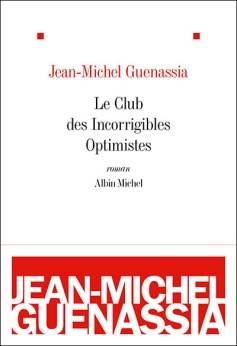 Jean-Michel Guenassia
Le Club
des Incorrigibles
Optimistes
roman
Albin Michel
JEAN-MICHEL
GUENASSIA